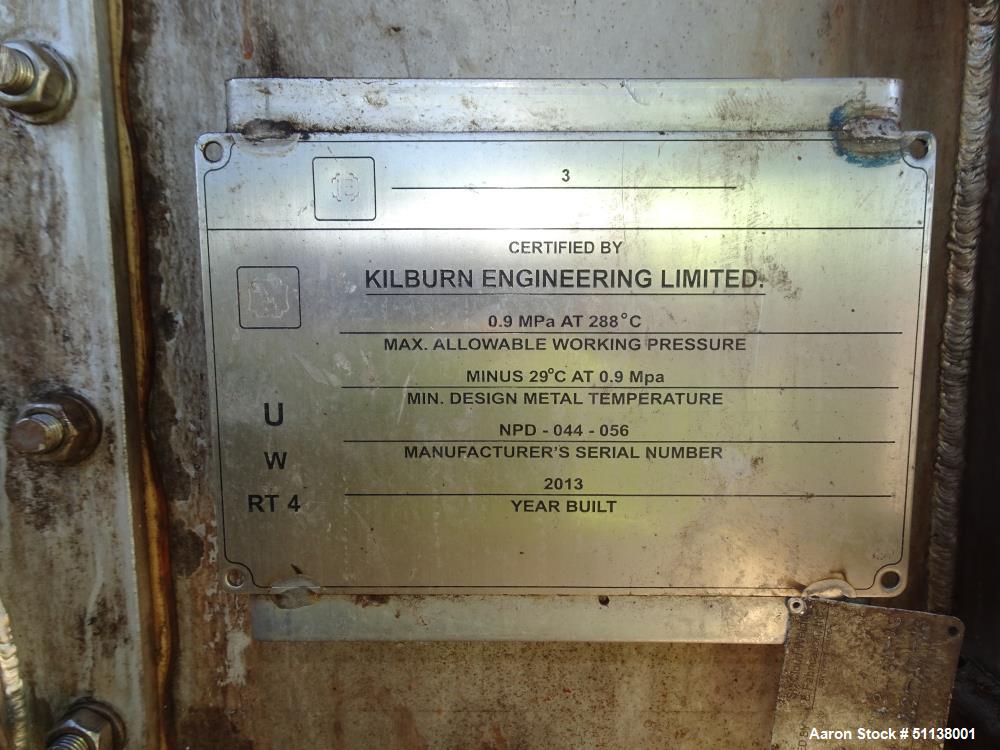 3
CERTIFIED BY
KILBURN ENGINEERING LIMITED.
0.9 MPa AT 288°C
MAX. ALLOWABLE WORKING PRESSURE
MINUS 29°C AT 0.9 Mpa
MIN. DESIGN METAL TEMPERATURE
U
NPD - 044 - 056
W
MANUFACTURER'S SERIAL NUMBER
2013
RT 4
YEAR BUILT
Aaron Stock # 51138001